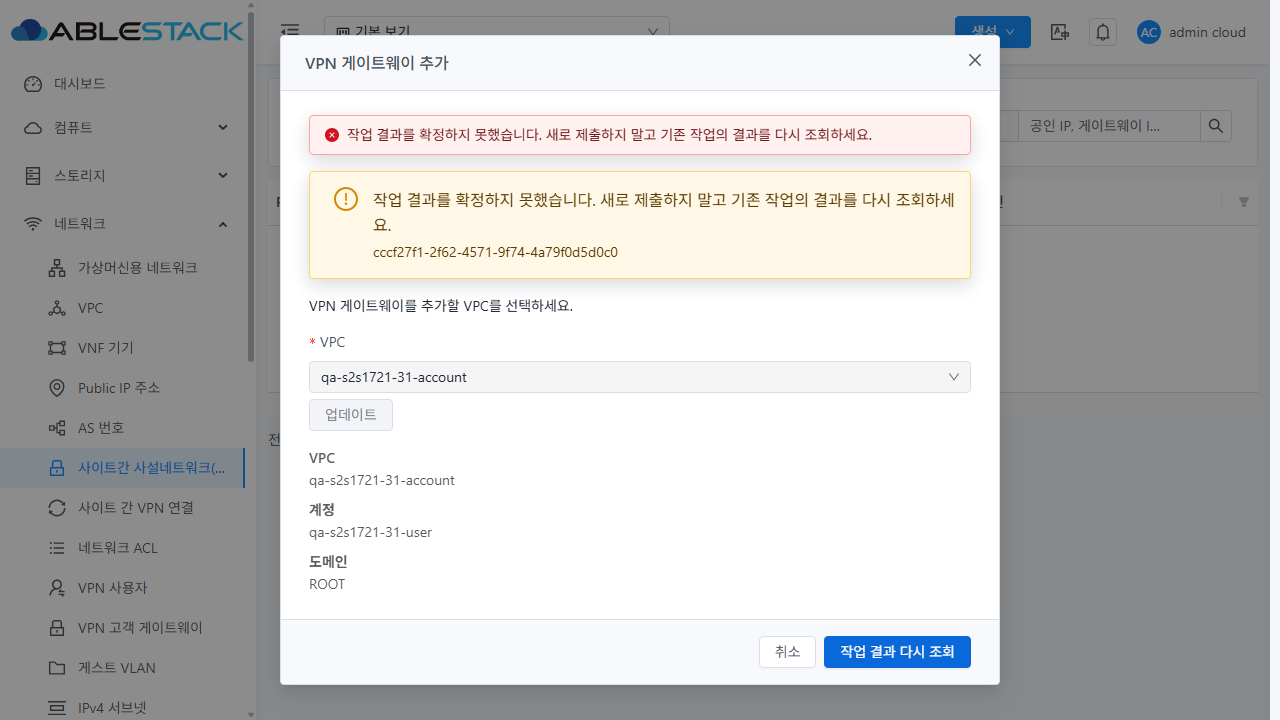 ABLESTACK
기본 보기
생성
AC
admin cloud
대시보드
컴퓨트
스토리지
네트워크
가상머신용 네트워크
VPC
VNF 기기
Public IP 주소
AS 번호
사이트간 사설네트워크(...
사이트 간 VPN 연결
네트워크 ACL
VPN 사용자
VPN 고객 게이트웨이
게스트 VLAN
IPv4 서브넷
공인 IP, 게이트웨이 I...
VPN 게이트웨이 추가
작업 결과를 확정하지 못했습니다. 새로 제출하지 말고 기존 작업의 결과를 다시 조회하세요.
작업 결과를 확정하지 못했습니다. 새로 제출하지 말고 기존 작업의 결과를 다시 조회하세
요.
cccf27f1-2f62-4571-9f74-4a79f0d5d0c0
VPN 게이트웨이를 추가할 VPC를 선택하세요.
* VPC
qa-s2s1721-31-account
업데이트
VPC
qa-s2s1721-31-account
계정
qa-s2s1721-31-user
도메인
ROOT
취소
작업 결과 다시 조회